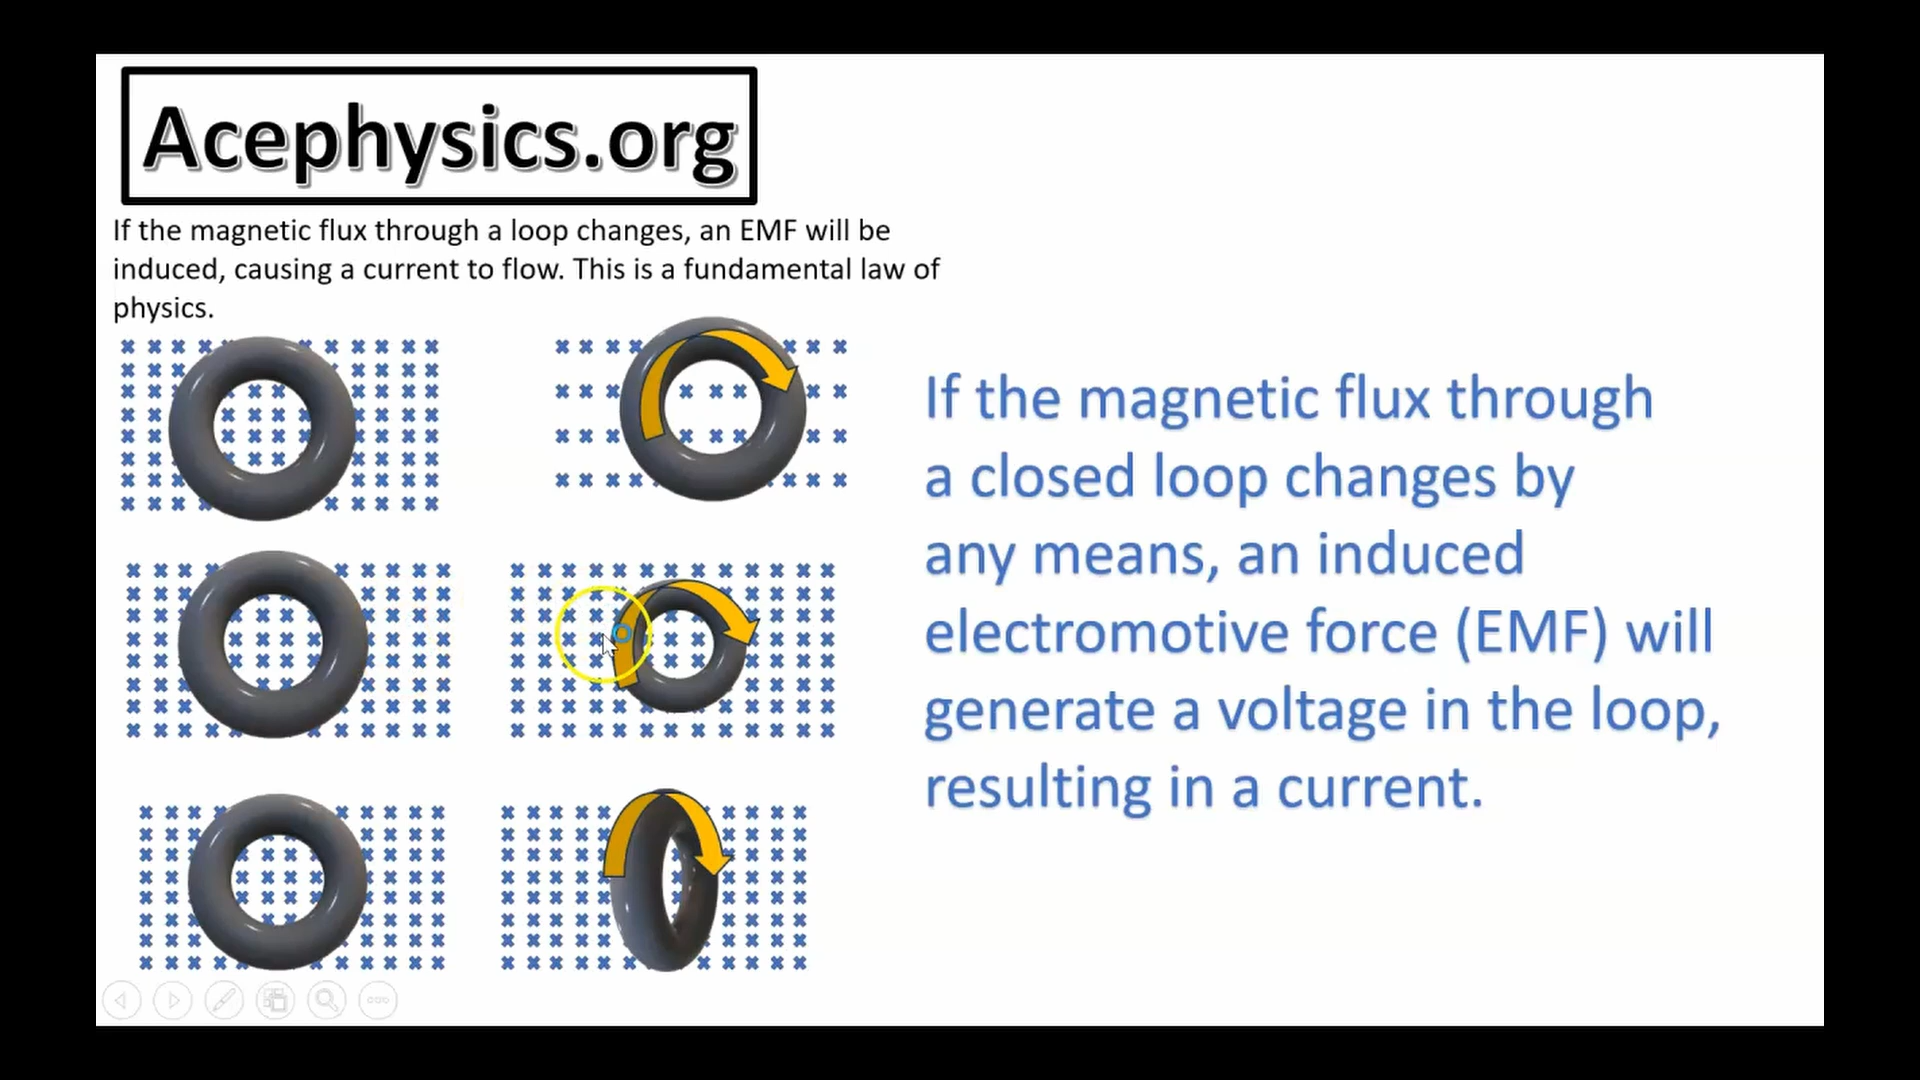 Acephysics.org
If the magnetic flux through a loop changes, an EMF will be
induced, causing a current to flow. This is a fundamental law of
physics.
If the magnetic flux through
a closed loop changes by
any means, an induced
electromotive force (EMF) will
generate a voltage in the loop,
resulting in a current.